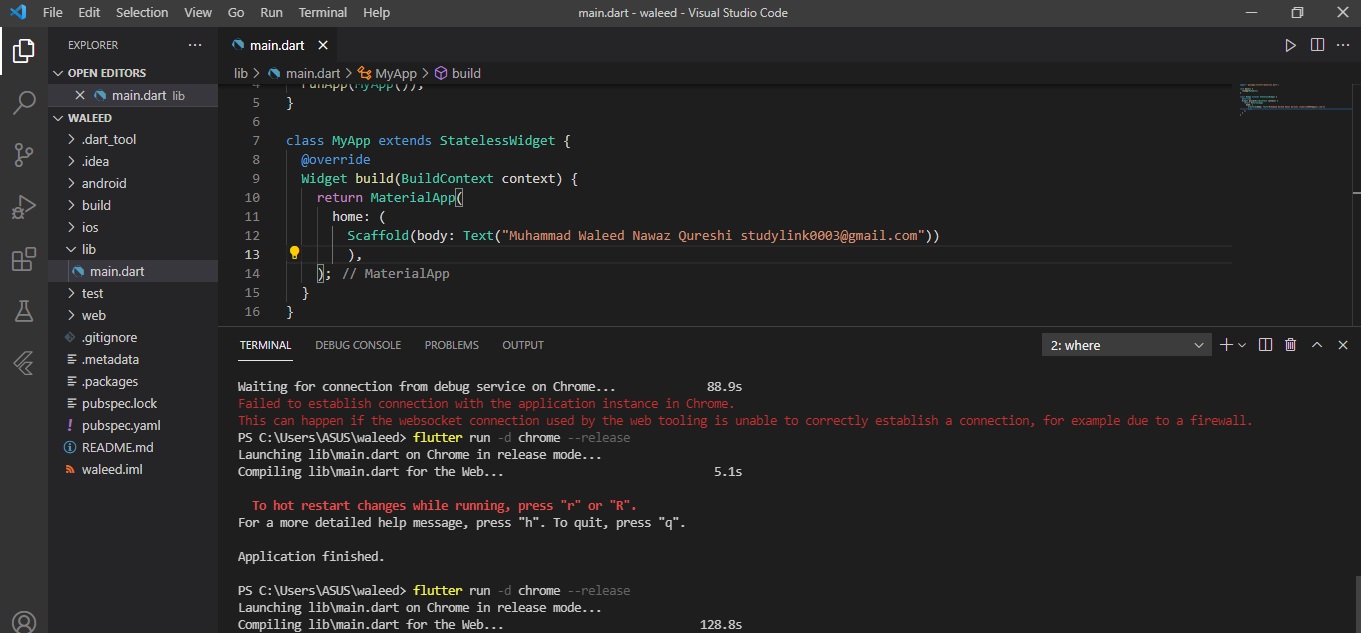 File Edit Selection View Go Run Terminal Help main.dart - waleed - Visual Studio Code
EXPLORER
OPEN EDITORS
main.dart lib
WALEED
.dart_tool
.idea
android
build
ios
lib
main.dart
test
web
.gitignore
.metadata
.packages
pubspec.lock
pubspec.yaml
README.md
waleed.iml
main.dart
lib > main.dart > MyApp > build
4 runApp(MyApp());
5 }
6
7 class MyApp extends StatelessWidget {
8 @override
9 Widget build(BuildContext context) {
10 return MaterialApp(
11 home: (
12 Scaffold(body: Text("Muhammad Waleed Nawaz Qureshi studylink0003@gmail.com"))
13 ),
14 ); // MaterialApp
15 }
16 }
TERMINAL DEBUG CONSOLE PROBLEMS OUTPUT 2: where
Waiting for connection from debug service on Chrome... 88.9s
Failed to establish connection with the application instance in Chrome.
This can happen if the websocket connection used by the web tooling is unable to correctly establish a connection, for example due to a firewall.
PS C:\Users\ASUS\waleed> flutter run -d chrome --release
Launching lib\main.dart on Chrome in release mode...
Compiling lib\main.dart for the Web... 5.1s
To hot restart changes while running, press "r" or "R".
For a more detailed help message, press "h". To quit, press "q".
Application finished.
PS C:\Users\ASUS\waleed> flutter run -d chrome --release
Launching lib\main.dart on Chrome in release mode...
Compiling lib\main.dart for the Web... 128.8s